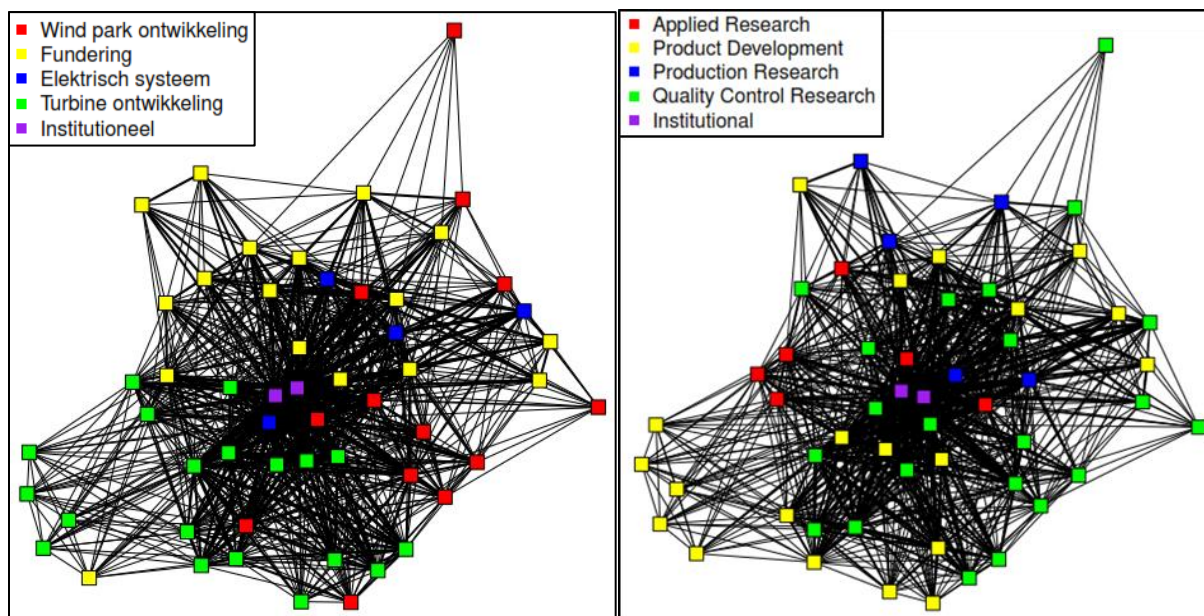 Wind park ontwikkeling
Fundering
Elektrisch systeem
Turbine ontwikkeling
Institutioneel
Applied Research
Product Development
Production Research
Quality Control Research
Institutional